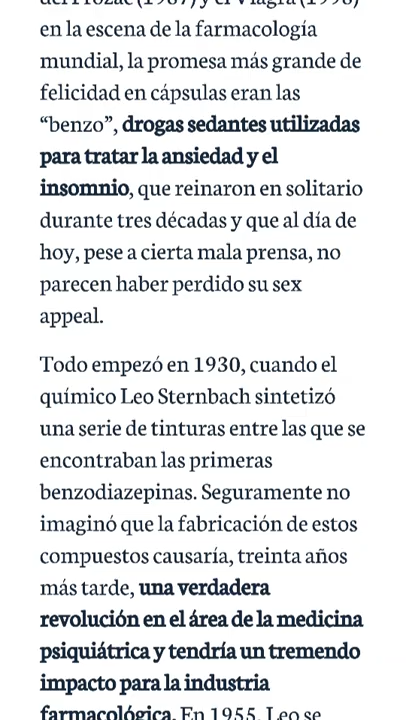 en la escena de la farmacología
mundial, la promesa más grande de
felicidad en cápsulas eran las
“benzo”, drogas sedantes utilizadas
para tratar la ansiedad y el
insomnio, que reinaron en solitario
durante tres décadas y que al día de
hoy, pese a cierta mala prensa, no
parecen haber perdido su sex
appeal.
Todo empezó en 1930, cuando el
químico Leo Sternbach sintetizó
una serie de tinturas entre las que se
encontraban las primeras
benzodiazepinas. Seguramente no
imaginó que la fabricación de estos
compuestos causaría, treinta años
más tarde, una verdadera
revolución en el área de la medicina
psiquiátrica y tendría un tremendo
impacto para la industria
farmacológica. En 1955, Leo se